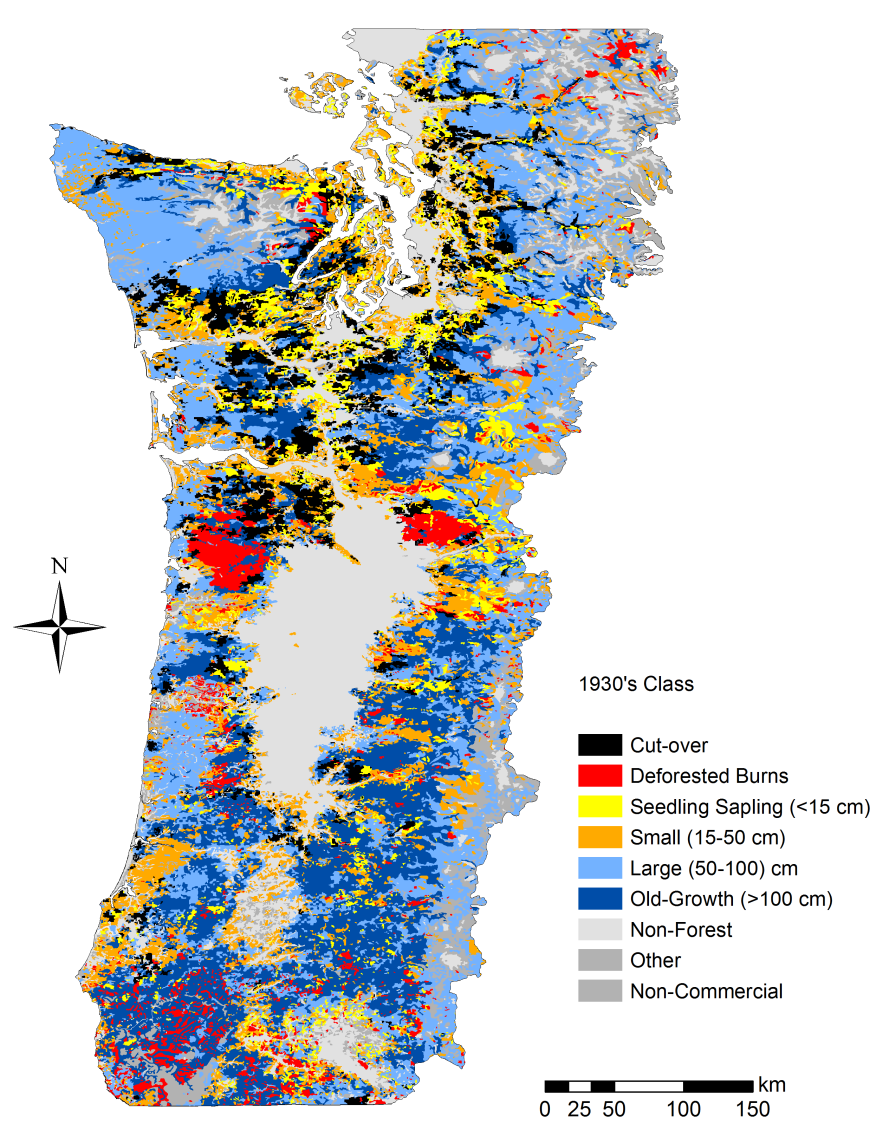 N
1930's Class
Cut-over
Deforested Burns
Seedling Sapling (<15 cm)
Small (15-50 cm)
Large (50-100) cm
Old-Growth (>100 cm)
Non-Forest
Other
Non-Commercial
km
0 25 50 100 150